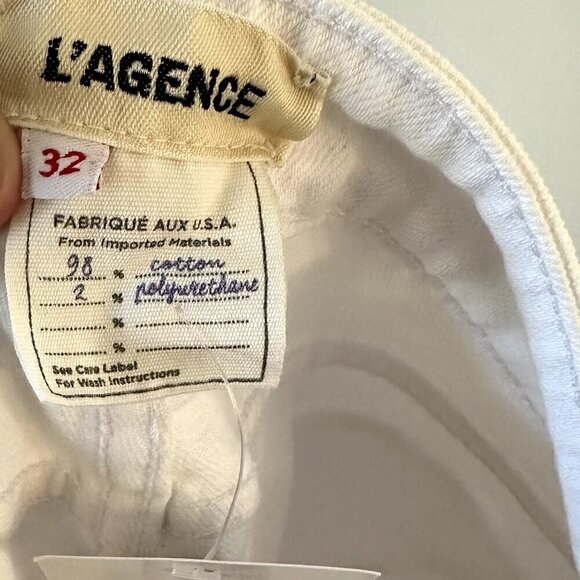 L'AGENCE
32
FABRIQUÉ AUX U.S.A.
From Imported Materials
98 % cotton
2 % polyurethane
%
%
See Care Label
For Wash Instructions